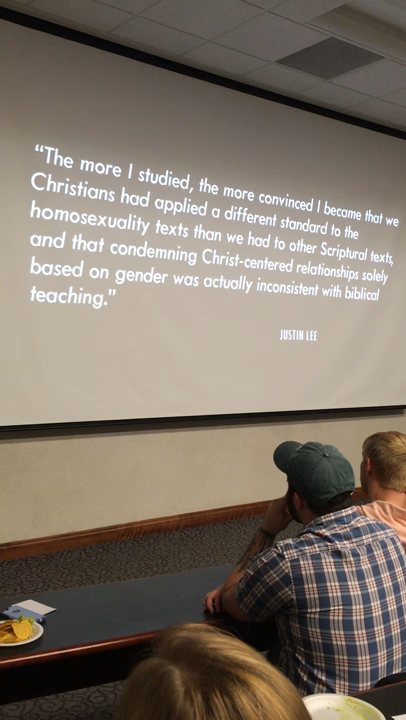 “The more I studied, the more convinced I became that we
Christians had applied a different standard to the
homosexuality texts than we had to other Scriptural texts,
and that condemning Christ-centered relationships solely
based on gender was actually inconsistent with biblical
teaching.”
JUSTIN LEE